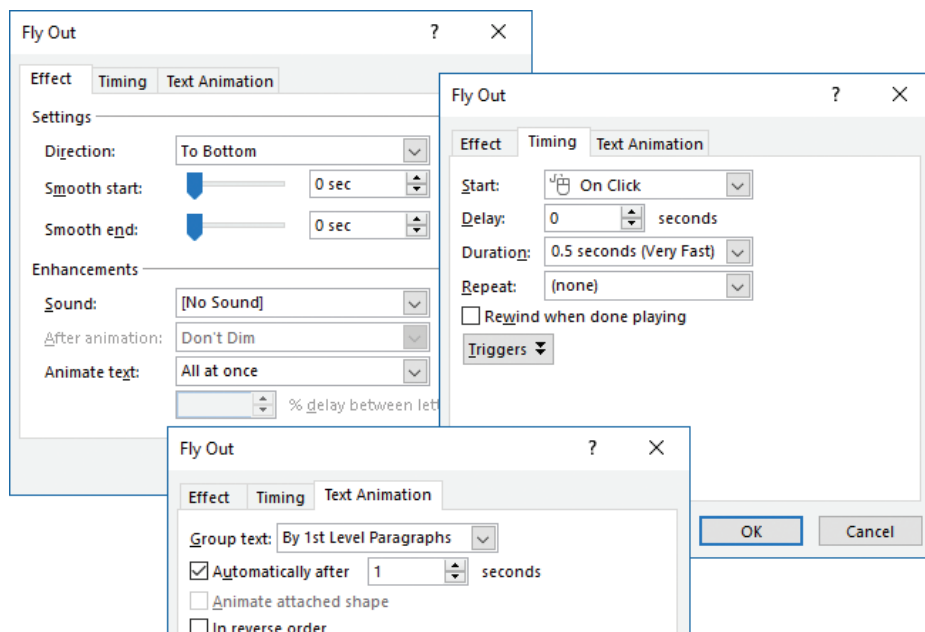 Fly Out ?
Effect Timing Text Animation
Settings
Direction: To Bottom
Smooth start: 0 sec
Smooth end: 0 sec
Enhancements
Sound: [No Sound]
After animation: Don't Dim
Animate text: All at once
% delay between
Fly Out ?
Effect Timing Text Animation
Start: On Click
Delay: 0 seconds
Duration: 0.5 seconds (Very Fast)
Repeat: (none)
Rewind when done playing
Triggers
OK Cancel
Fly Out ?
Effect Timing Text Animation
Group text: By 1st Level Paragraphs
Automatically after 1 seconds
Animate attached shape
In reverse order